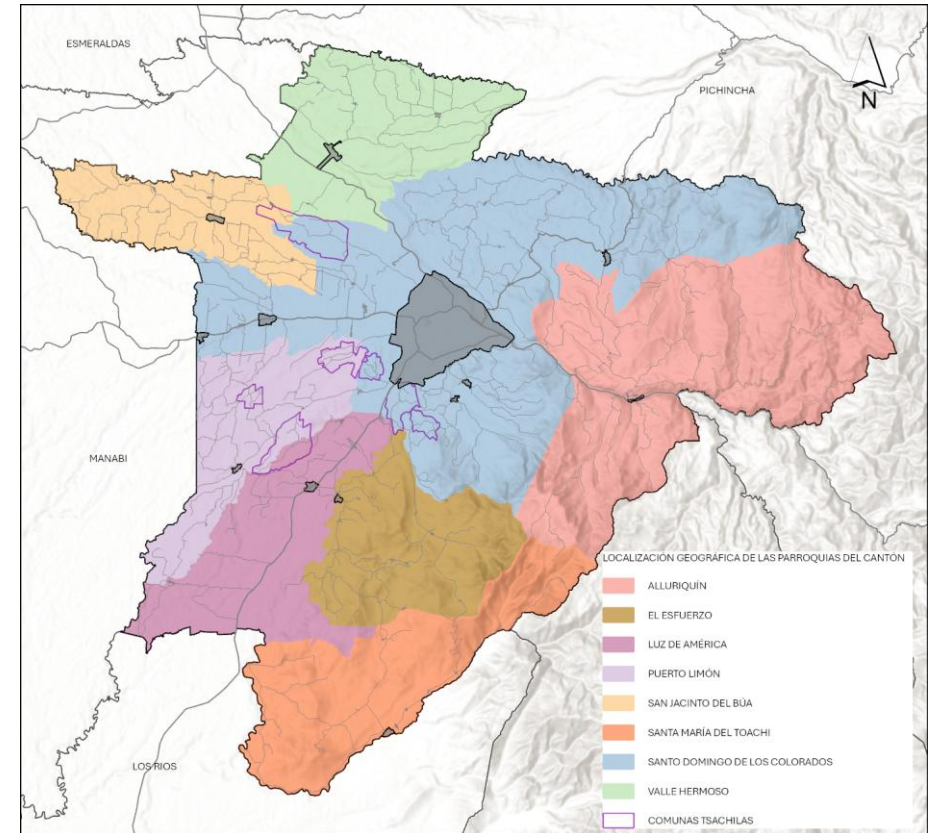 ESMERALDAS
PICHINCHA
N
MANABI
LOS RIOS
LOCALIZACIÓN GEOGRÁFICA DE LAS PARROQUIAS DEL CANTÓN
ALLURIQUÍN
EL ESFUERZO
LUZ DE AMÉRICA
PUERTO LIMÓN
SAN JACINTO DEL BÚA
SANTA MARÍA DEL TOACHI
SANTO DOMINGO DE LOS COLORADOS
VALLE HERMOSO
COMUNAS TSACHILAS